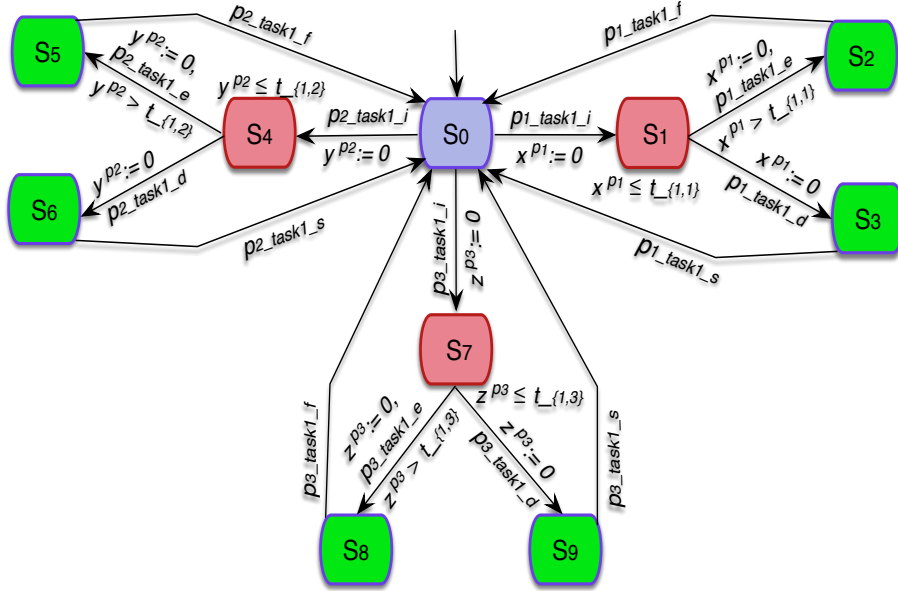 S5
p2_task1_f
p1_task1_f
S2
y p2:= 0,
p2_task1_e
y p2 > t_{1,2}
y p2 ≤ t_{1,2}
x p1:= 0,
p1_task1_e
x p1 > t_{1,1}
S4
p2_task1_i
y p2:= 0
S0
p1_task1_i
x p1:= 0
S1
x p1 ≤ t_{1,1}
y p2:= 0
p2_task1_d
x p1:= 0
p1_task1_d
S6
S3
p2_task1_s
p1_task1_s
p3_task1_i
z p3:= 0
S7
z p3 ≤ t_{1,3}
p3_task1_f
z p3:= 0,
p3_task1_e
z p3 > t_{1,3}
z p3:= 0
p3_task1_d
p3_task1_s
S8
S9